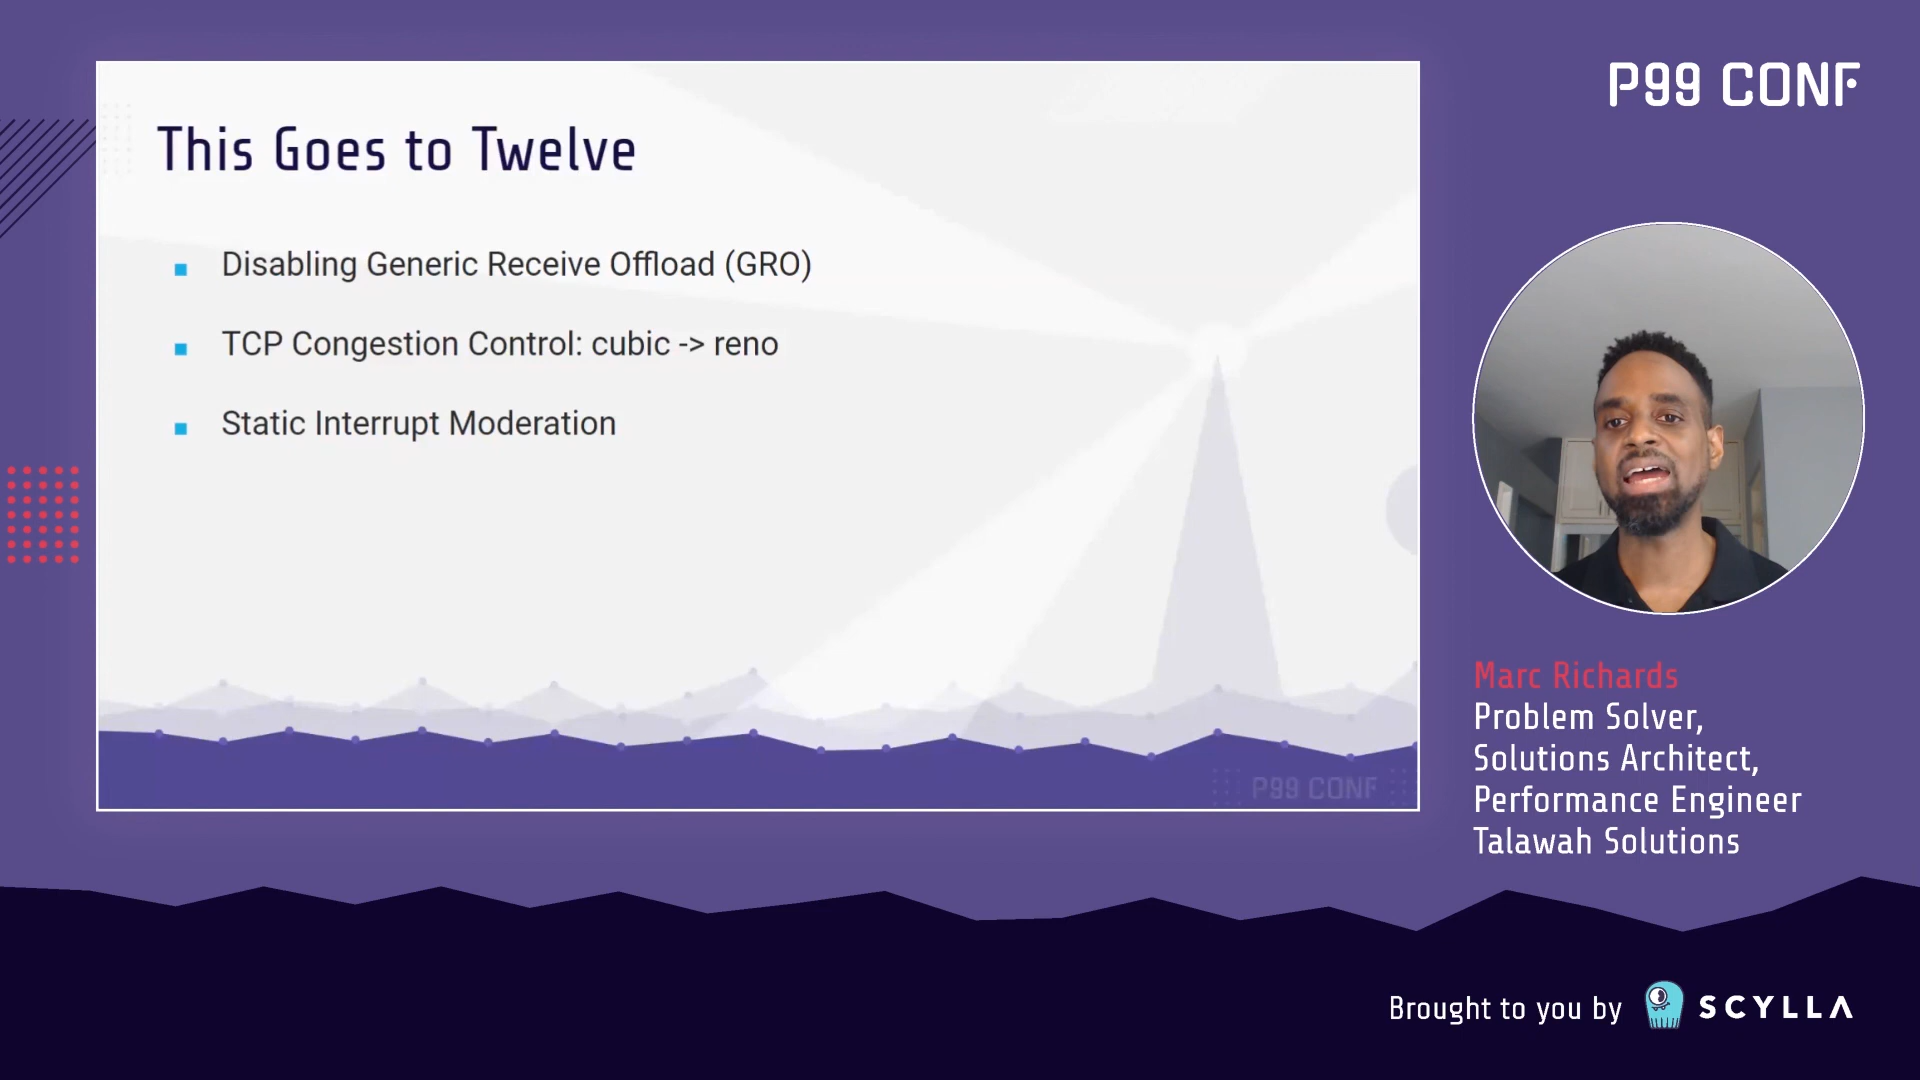 P99 CONF
This Goes to Twelve
Disabling Generic Receive Offload (GRO)
TCP Congestion Control: cubic -> reno
Static Interrupt Moderation
P99 CONF
Marc Richards
Problem Solver,
Solutions Architect,
Performance Engineer
Talawah Solutions
Brought to you by SCYLLA